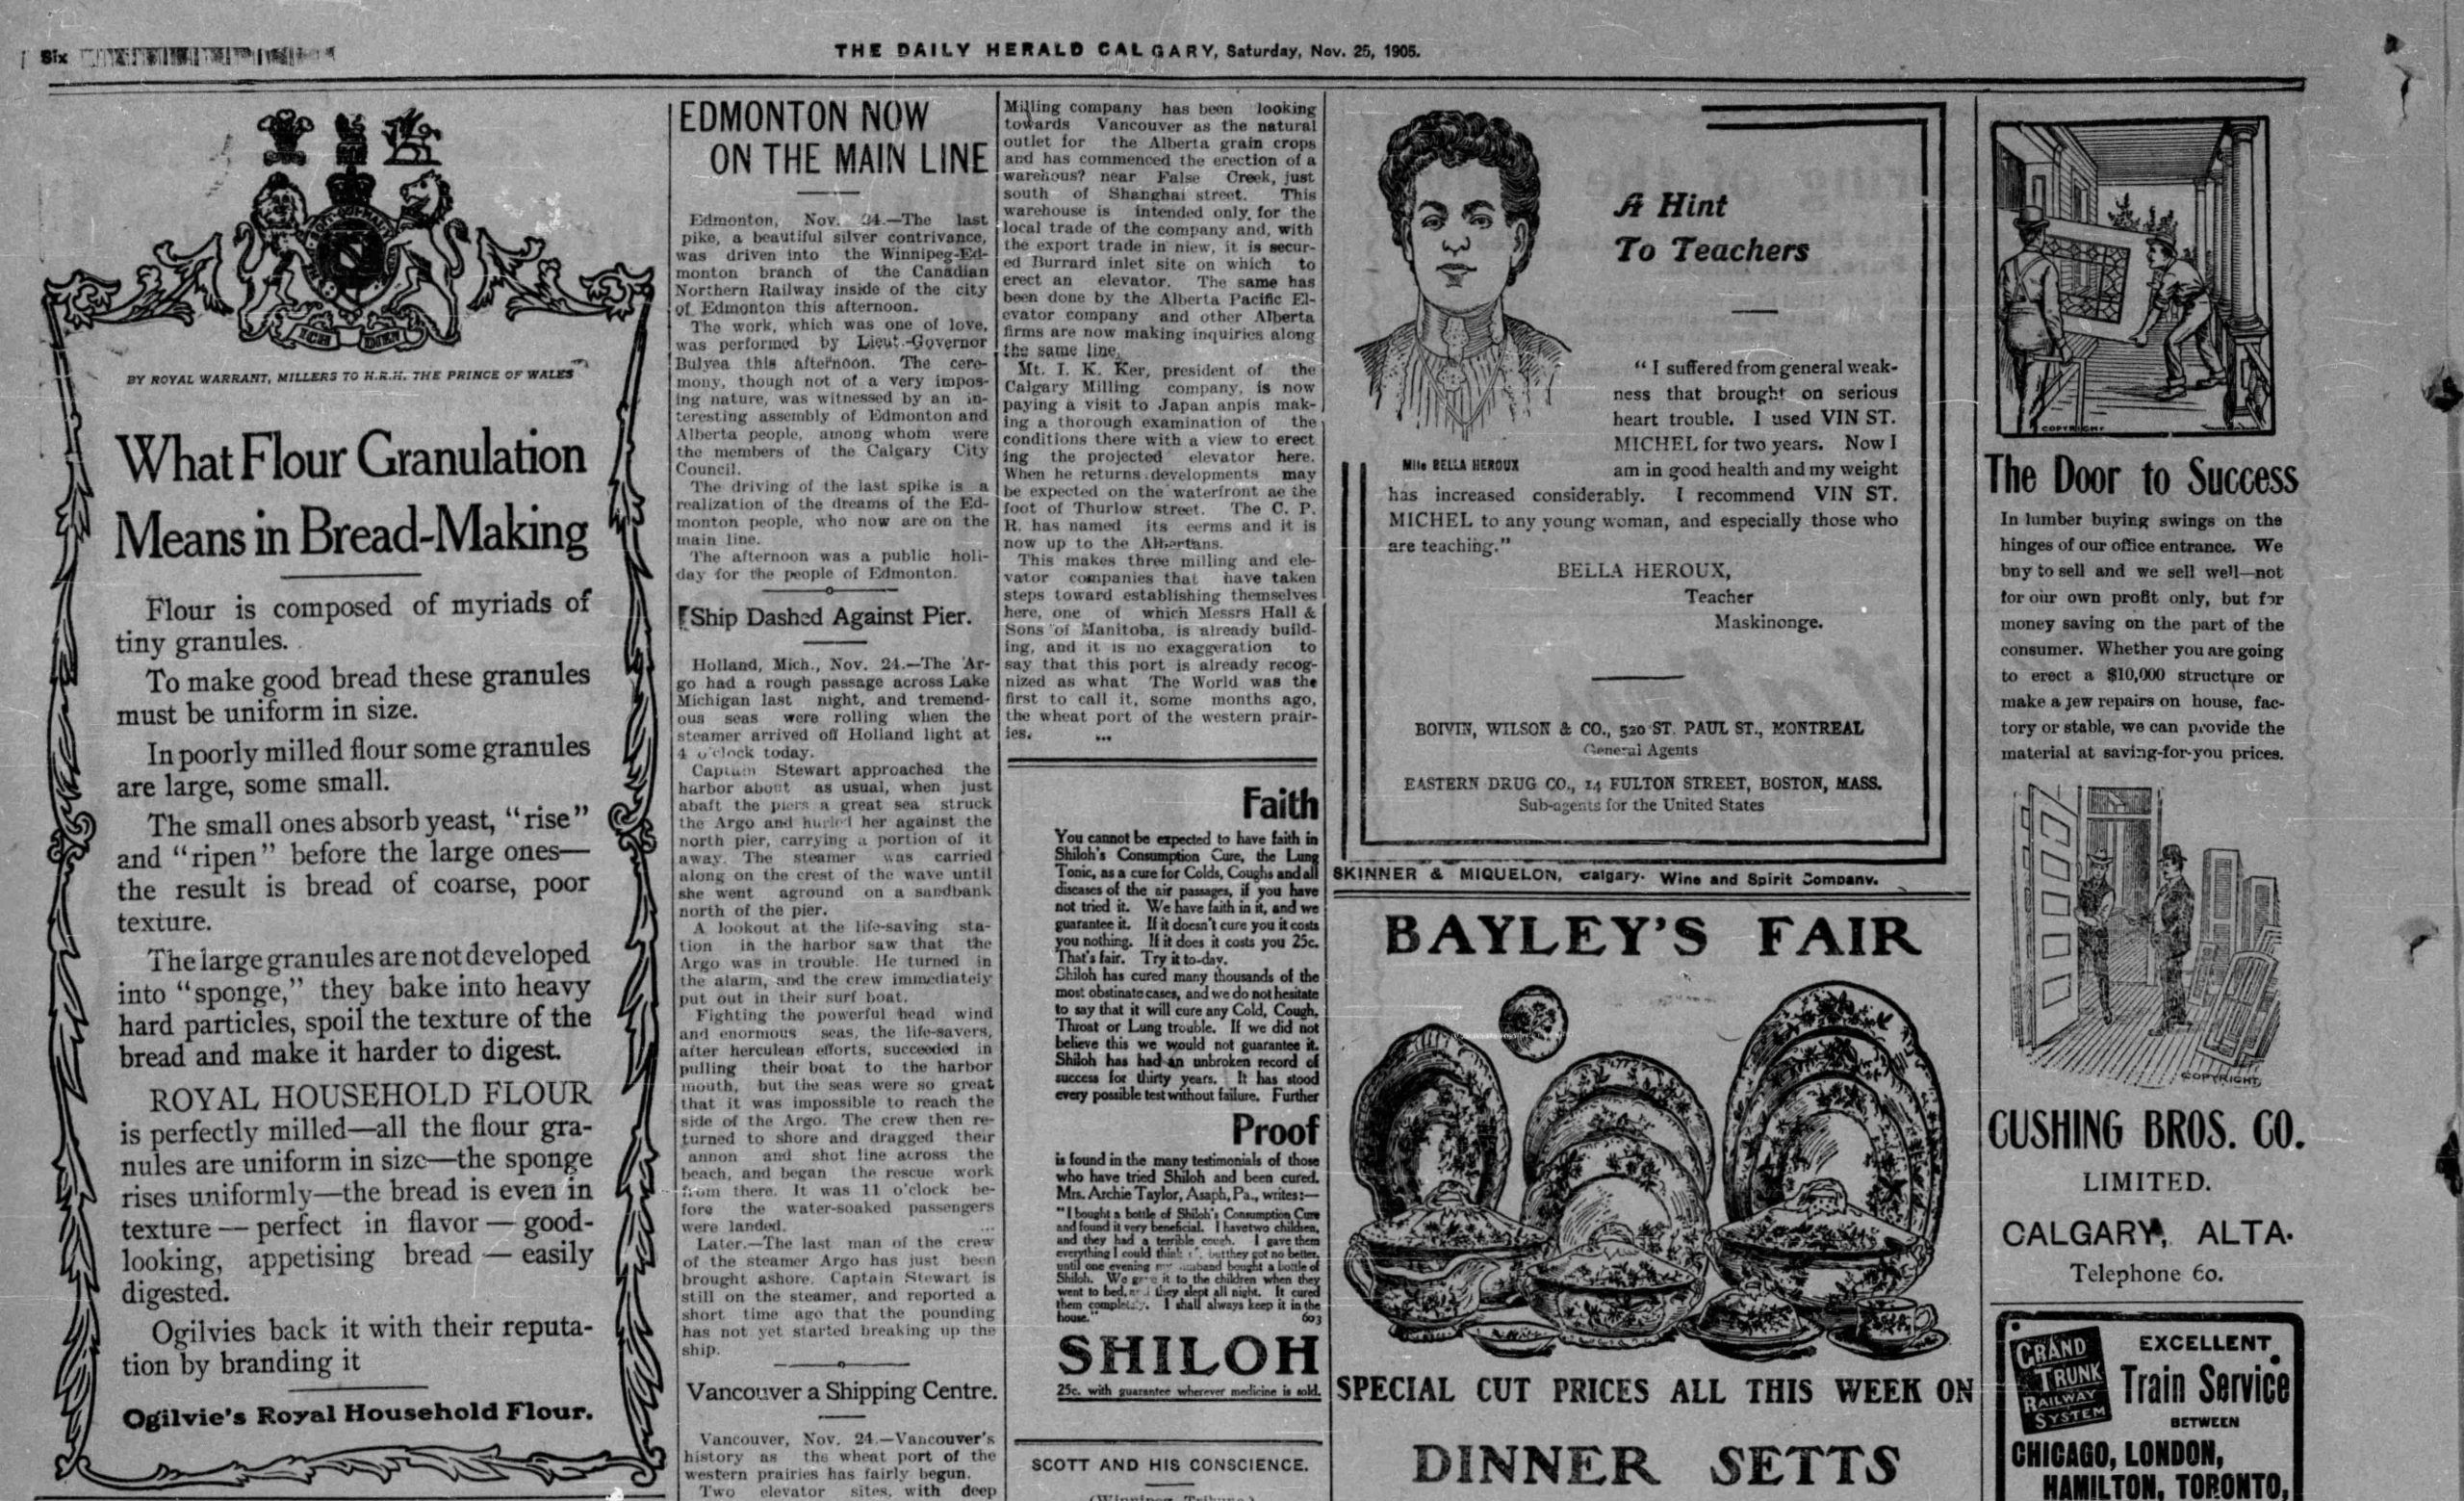 Six
THE DAILY HERALD CALGARY, Saturday, Nov. 25, 1905.
ICH DIEN
BY ROYAL WARRANT, MILLERS TO H.R.H. THE PRINCE OF WALES
What Flour Granulation
Means in Bread-Making
Flour is composed of myriads of
tiny granules.
To make good bread these granules
must be uniform in size.
In poorly milled flour some granules
are large, some small.
The small ones absorb yeast, "rise"
and "ripen" before the large ones—
the result is bread of coarse, poor
texture.
The large granules are not developed
into "sponge," they bake into heavy
hard particles, spoil the texture of the
bread and make it harder to digest.
ROYAL HOUSEHOLD FLOUR
is perfectly milled—all the flour gra-
nules are uniform in size—the sponge
rises uniformly—the bread is even in
texture — perfect in flavor — good-
looking, appetising bread — easily
digested.
Ogilvies back it with their reputa-
tion by branding it
Ogilvie's Royal Household Flour.
EDMONTON NOW
ON THE MAIN LINE
Edmonton, Nov. 24.—The last
pike, a beautiful silver contrivance,
was driven into the Winnipeg-Ed-
monton branch of the Canadian
Northern Railway inside of the city
of Edmonton this afternoon.
The work, which was one of love,
was performed by Lieut.-Governor
Bulyea this afternoon. The cere-
mony, though not of a very impos-
ing nature, was witnessed by an in-
teresting assembly of Edmonton and
Alberta people, among whom were
the members of the Calgary City
Council.
The driving of the last spike is a
realization of the dreams of the Ed-
monton people, who now are on the
main line.
The afternoon was a public holi-
day for the people of Edmonton.
Ship Dashed Against Pier.
Holland, Mich., Nov. 24.—The Ar-
go had a rough passage across Lake
Michigan last night, and tremend-
ous seas were rolling when the
steamer arrived off Holland light at
4 o'clock today.
Captain Stewart approached the
harbor about as usual, when just
abaft the piers a great sea struck
the Argo and hurled her against the
north pier, carrying a portion of it
away. The steamer was carried
along on the crest of the wave until
she went aground on a sandbank
north of the pier.
A lookout at the life-saving sta-
tion in the harbor saw that the
Argo was in trouble. He turned in
the alarm, and the crew immediately
put out in their surf boat.
Fighting the powerful head wind
and enormous seas, the life-savers,
after herculean efforts, succeeded in
pulling their boat to the harbor
mouth, but the seas were so great
that it was impossible to reach the
side of the Argo. The crew then re-
turned to shore and dragged their
annon and shot line across the
beach, and began the rescue work
from there. It was 11 o'clock be-
fore the water-soaked passengers
were landed. ...
Later.—The last man of the crew
of the steamer Argo has just been
brought ashore. Captain Stewart is
still on the steamer, and reported a
short time ago that the pounding
has not yet started breaking up the
ship.
Vancouver a Shipping Centre.
Vancouver, Nov. 24.—Vancouver's
history as the wheat port of the
western prairies has fairly begun.
Two elevator sites, with deep
Milling company has been looking
towards Vancouver as the natural
outlet for the Alberta grain crops
and has commenced the erection of a
warehous? near False Creek, just
south of Shanghai street. This
warehouse is intended only, for the
local trade of the company and, with
the export trade in niew, it is secur-
ed Burrard inlet site on which to
erect an elevator. The same has
been done by the Alberta Pacific El-
evator company and other Alberta
firms are now making inquiries along
the same line.
Mt. I. K. Ker, president of the
Calgary Milling company, is now
paying a visit to Japan anpis mak-
ing a thorough examination of the
conditions there with a view to erect
ing the projected elevator here.
When he returns developments may
be expected on the waterfront ae the
foot of Thurlow street. The C. P.
R. has named its eerms and it is
now up to the Albertans.
This makes three milling and ele-
vator companies that have taken
steps toward establishing themselves
here, one of which Messrs Hall &
Sons of Manitoba, is already build-
ing, and it is no exaggeration to
say that this port is already recog-
nized as what The World was the
first to call it, some months ago,
the wheat port of the western prair-
ies. ...
Faith
You cannot be expected to have faith in
Shiloh's Consumption Cure, the Lung
Tonic, as a cure for Colds, Coughs and all
diseases of the air passages, if you have
not tried it. We have faith in it, and we
guarantee it. If it doesn't cure you it costs
you nothing. If it does it costs you 25c.
That's fair. Try it to-day.
Shiloh has cured many thousands of the
most obstinate cases, and we do not hesitate
to say that it will cure any Cold, Cough,
Throat or Lung trouble. If we did not
believe this we would not guarantee it.
Shiloh has had an unbroken record of
success for thirty years. It has stood
every possible test without failure. Further
Proof
is found in the many testimonials of those
who have tried Shiloh and been cured.
Mrs. Archie Taylor, Asaph, Pa., writes:—
"I bought a bottle of Shiloh's Consumption Cure
and found it very beneficial. I have two children,
and they had a terrible cough. I gave them
everything I could think of, but they got no better,
until one evening my husband bought a bottle of
Shiloh. We gave it to the children when they
went to bed, and they slept all night. It cured
them completely. I shall always keep it in the
house." 603
SHILOH
25c. with guarantee wherever medicine is sold.
SCOTT AND HIS CONSCIENCE.
(Winnipeg Tribune)
A Hint
To Teachers
Mlle BELLA HEROUX
"I suffered from general weak-
ness that brought on serious
heart trouble. I used VIN ST.
MICHEL for two years. Now I
am in good health and my weight
has increased considerably. I recommend VIN ST.
MICHEL to any young woman, and especially those who
are teaching."
BELLA HEROUX,
Teacher
Maskinonge.
BOIVIN, WILSON & CO., 520 ST. PAUL ST., MONTREAL
General Agents
EASTERN DRUG CO., 14 FULTON STREET, BOSTON, MASS.
Sub-agents for the United States
SKINNER & MIQUELON, Calgary. Wine and Spirit Company.
BAYLEY'S FAIR
SPECIAL CUT PRICES ALL THIS WEEK ON
DINNER SETTS
COPYRIGHT
The Door to Success
In lumber buying swings on the
hinges of our office entrance. We
bny to sell and we sell well—not
for our own profit only, but for
money saving on the part of the
consumer. Whether you are going
to erect a $10,000 structure or
make a jew repairs on house, fac-
tory or stable, we can provide the
material at saving-for-you prices.
COPYRIGHT
CUSHING BROS. CO.
LIMITED.
CALGARY, ALTA.
Telephone 60.
GRAND
TRUNK
RAILWAY
SYSTEM
EXCELLENT
Train Service
BETWEEN
CHICAGO, LONDON,
HAMILTON, TORONTO,